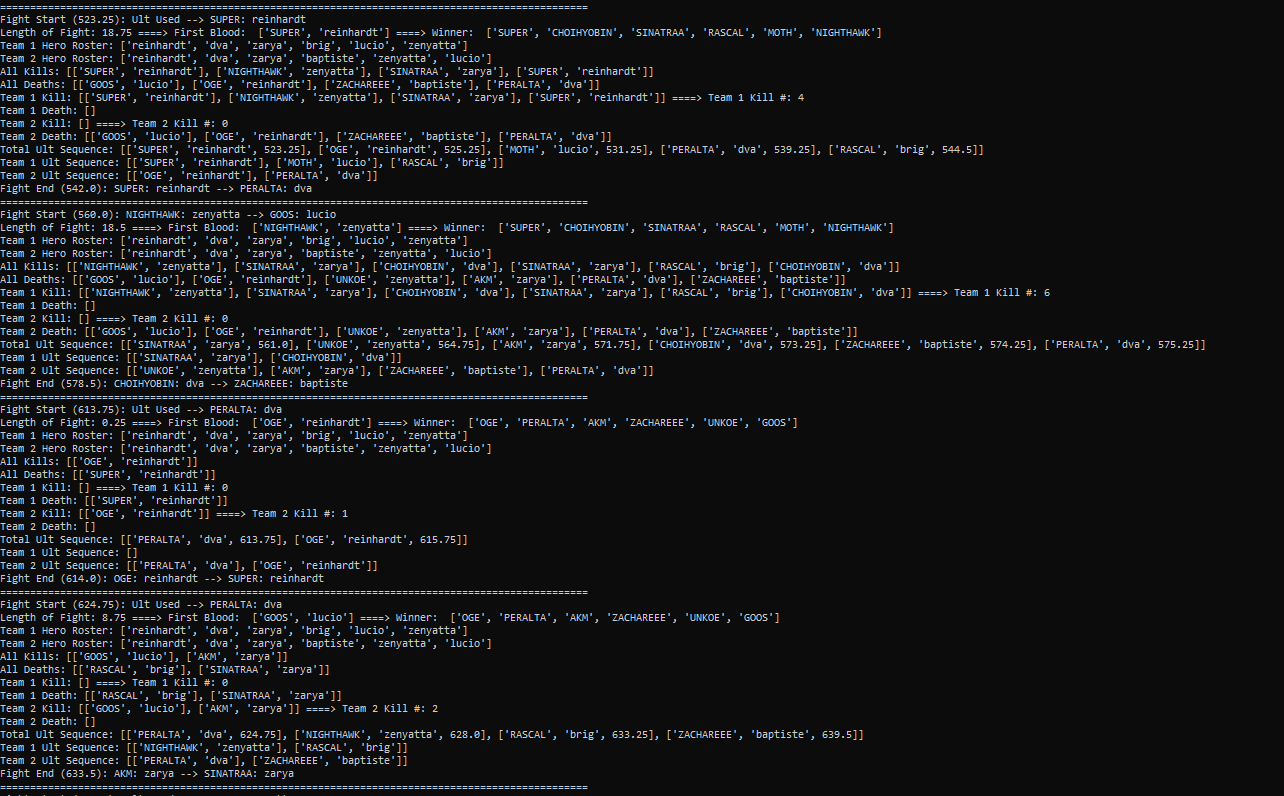 ==================================================================================================
Fight Start (523.25): Ult Used --> SUPER: reinhardt
Length of Fight: 18.75 ====> First Blood:  ['SUPER', 'reinhardt'] ====> Winner:  ['SUPER', 'CHOIHYOBIN', 'SINATRAA', 'RASCAL', 'MOTH', 'NIGHTHAWK']
Team 1 Hero Roster: ['reinhardt', 'dva', 'zarya', 'brig', 'lucio', 'zenyatta']
Team 2 Hero Roster: ['reinhardt', 'dva', 'zarya', 'baptiste', 'zenyatta', 'lucio']
All Kills: [['SUPER', 'reinhardt'], ['NIGHTHAWK', 'zenyatta'], ['SINATRAA', 'zarya'], ['SUPER', 'reinhardt']]
All Deaths: [['GOOS', 'lucio'], ['OGE', 'reinhardt'], ['ZACHAREEE', 'baptiste'], ['PERALTA', 'dva']]
Team 1 Kill: [['SUPER', 'reinhardt'], ['NIGHTHAWK', 'zenyatta'], ['SINATRAA', 'zarya'], ['SUPER', 'reinhardt']] ====> Team 1 Kill #: 4
Team 1 Death: []
Team 2 Kill: [] ====> Team 2 Kill #: 0
Team 2 Death: [['GOOS', 'lucio'], ['OGE', 'reinhardt'], ['ZACHAREEE', 'baptiste'], ['PERALTA', 'dva']]
Total Ult Sequence: [['SUPER', 'reinhardt', 523.25], ['OGE', 'reinhardt', 525.25], ['MOTH', 'lucio', 531.25], ['PERALTA', 'dva', 539.25], ['RASCAL', 'brig', 544.5]]
Team 1 Ult Sequence: [['SUPER', 'reinhardt'], ['MOTH', 'lucio'], ['RASCAL', 'brig']]
Team 2 Ult Sequence: [['OGE', 'reinhardt'], ['PERALTA', 'dva']]
Fight End (542.0): SUPER: reinhardt --> PERALTA: dva
==================================================================================================
Fight Start (560.0): NIGHTHAWK: zenyatta --> GOOS: lucio
Length of Fight: 18.5 ====> First Blood:  ['NIGHTHAWK', 'zenyatta'] ====> Winner:  ['SUPER', 'CHOIHYOBIN', 'SINATRAA', 'RASCAL', 'MOTH', 'NIGHTHAWK']
Team 1 Hero Roster: ['reinhardt', 'dva', 'zarya', 'brig', 'lucio', 'zenyatta']
Team 2 Hero Roster: ['reinhardt', 'dva', 'zarya', 'baptiste', 'zenyatta', 'lucio']
All Kills: [['NIGHTHAWK', 'zenyatta'], ['SINATRAA', 'zarya'], ['CHOIHYOBIN', 'dva'], ['SINATRAA', 'zarya'], ['RASCAL', 'brig'], ['CHOIHYOBIN', 'dva']]
All Deaths: [['GOOS', 'lucio'], ['OGE', 'reinhardt'], ['UNKOE', 'zenyatta'], ['AKM', 'zarya'], ['PERALTA', 'dva'], ['ZACHAREEE', 'baptiste']]
Team 1 Kill: [['NIGHTHAWK', 'zenyatta'], ['SINATRAA', 'zarya'], ['CHOIHYOBIN', 'dva'], ['SINATRAA', 'zarya'], ['RASCAL', 'brig'], ['CHOIHYOBIN', 'dva']] ====> Team 1 Kill #: 6
Team 1 Death: []
Team 2 Kill: [] ====> Team 2 Kill #: 0
Team 2 Death: [['GOOS', 'lucio'], ['OGE', 'reinhardt'], ['UNKOE', 'zenyatta'], ['AKM', 'zarya'], ['PERALTA', 'dva'], ['ZACHAREEE', 'baptiste']]
Total Ult Sequence: [['SINATRAA', 'zarya', 561.0], ['UNKOE', 'zenyatta', 564.75], ['AKM', 'zarya', 571.75], ['CHOIHYOBIN', 'dva', 573.25], ['ZACHAREEE', 'baptiste', 574.25], ['PERALTA', 'dva', 575.25]]
Team 1 Ult Sequence: [['SINATRAA', 'zarya'], ['CHOIHYOBIN', 'dva']]
Team 2 Ult Sequence: [['UNKOE', 'zenyatta'], ['AKM', 'zarya'], ['ZACHAREEE', 'baptiste'], ['PERALTA', 'dva']]
Fight End (578.5): CHOIHYOBIN: dva --> ZACHAREEE: baptiste
==================================================================================================
Fight Start (613.75): Ult Used --> PERALTA: dva
Length of Fight: 0.25 ====> First Blood:  ['OGE', 'reinhardt'] ====> Winner:  ['OGE', 'PERALTA', 'AKM', 'ZACHAREEE', 'UNKOE', 'GOOS']
Team 1 Hero Roster: ['reinhardt', 'dva', 'zarya', 'brig', 'lucio', 'zenyatta']
Team 2 Hero Roster: ['reinhardt', 'dva', 'zarya', 'baptiste', 'zenyatta', 'lucio']
All Kills: [['OGE', 'reinhardt']]
All Deaths: [['SUPER', 'reinhardt']]
Team 1 Kill: [] ====> Team 1 Kill #: 0
Team 1 Death: [['SUPER', 'reinhardt']]
Team 2 Kill: [['OGE', 'reinhardt']] ====> Team 2 Kill #: 1
Team 2 Death: []
Total Ult Sequence: [['PERALTA', 'dva', 613.75], ['OGE', 'reinhardt', 615.75]]
Team 1 Ult Sequence: []
Team 2 Ult Sequence: [['PERALTA', 'dva'], ['OGE', 'reinhardt']]
Fight End (614.0): OGE: reinhardt --> SUPER: reinhardt
==================================================================================================
Fight Start (624.75): Ult Used --> PERALTA: dva
Length of Fight: 8.75 ====> First Blood:  ['GOOS', 'lucio'] ====> Winner:  ['OGE', 'PERALTA', 'AKM', 'ZACHAREEE', 'UNKOE', 'GOOS']
Team 1 Hero Roster: ['reinhardt', 'dva', 'zarya', 'brig', 'lucio', 'zenyatta']
Team 2 Hero Roster: ['reinhardt', 'dva', 'zarya', 'baptiste', 'zenyatta', 'lucio']
All Kills: [['GOOS', 'lucio'], ['AKM', 'zarya']]
All Deaths: [['RASCAL', 'brig'], ['SINATRAA', 'zarya']]
Team 1 Kill: [] ====> Team 1 Kill #: 0
Team 1 Death: [['RASCAL', 'brig'], ['SINATRAA', 'zarya']]
Team 2 Kill: [['GOOS', 'lucio'], ['AKM', 'zarya']] ====> Team 2 Kill #: 2
Team 2 Death: []
Total Ult Sequence: [['PERALTA', 'dva', 624.75], ['NIGHTHAWK', 'zenyatta', 628.0], ['RASCAL', 'brig', 633.25], ['ZACHAREEE', 'baptiste', 639.5]]
Team 1 Ult Sequence: [['NIGHTHAWK', 'zenyatta'], ['RASCAL', 'brig']]
Team 2 Ult Sequence: [['PERALTA', 'dva'], ['ZACHAREEE', 'baptiste']]
Fight End (633.5): AKM: zarya --> SINATRAA: zarya
==================================================================================================